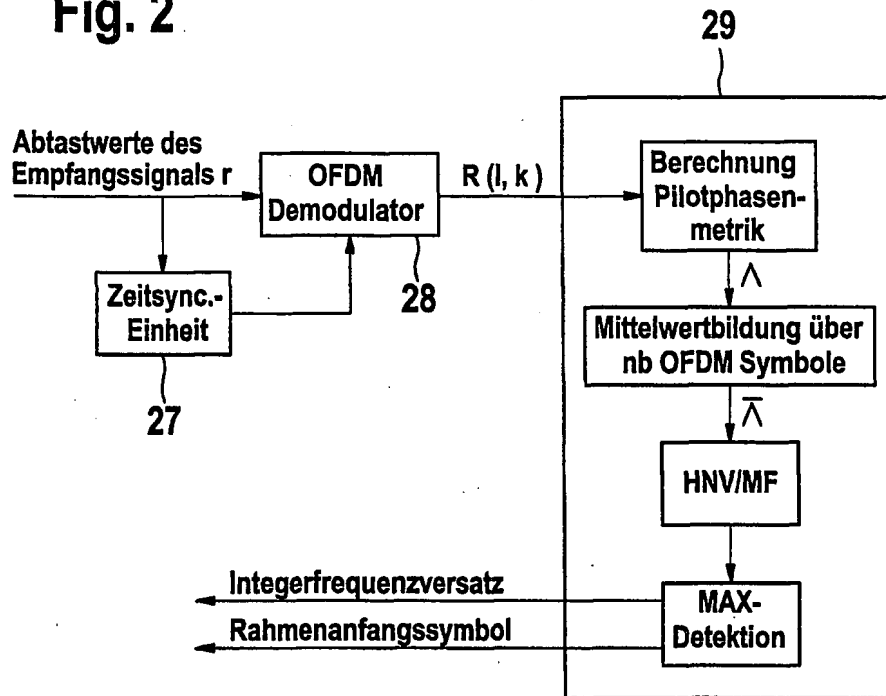 Fig. 2
29
Abtastwerte des
Empfangssignals r
OFDM
Demodulator
R (l, k )
Berechnung
Pilotphasen-
metrik
Zeitsync.-
Einheit
28
27
Λ
Mittelwertbildung über
nb OFDM Symbole
Λ̅
HNV/MF
Integerfrequenzversatz
Rahmenanfangssymbol
MAX-
Detektion